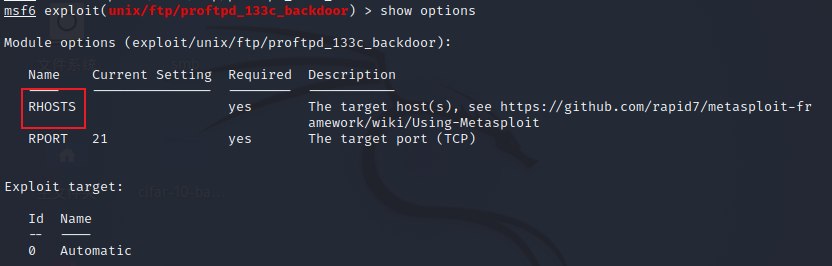 msf6 exploit(unix/ftp/proftpd_133c_backdoor) > show options
Module options (exploit/unix/ftp/proftpd_133c_backdoor):
Name Current Setting Required Description
---- --------------- -------- -----------
RHOSTS yes The target host(s), see https://github.com/rapid7/metasploit-fr
amework/wiki/Using-Metasploit
RPORT 21 yes The target port (TCP)
Exploit target:
Id Name
-- ----
0 Automatic